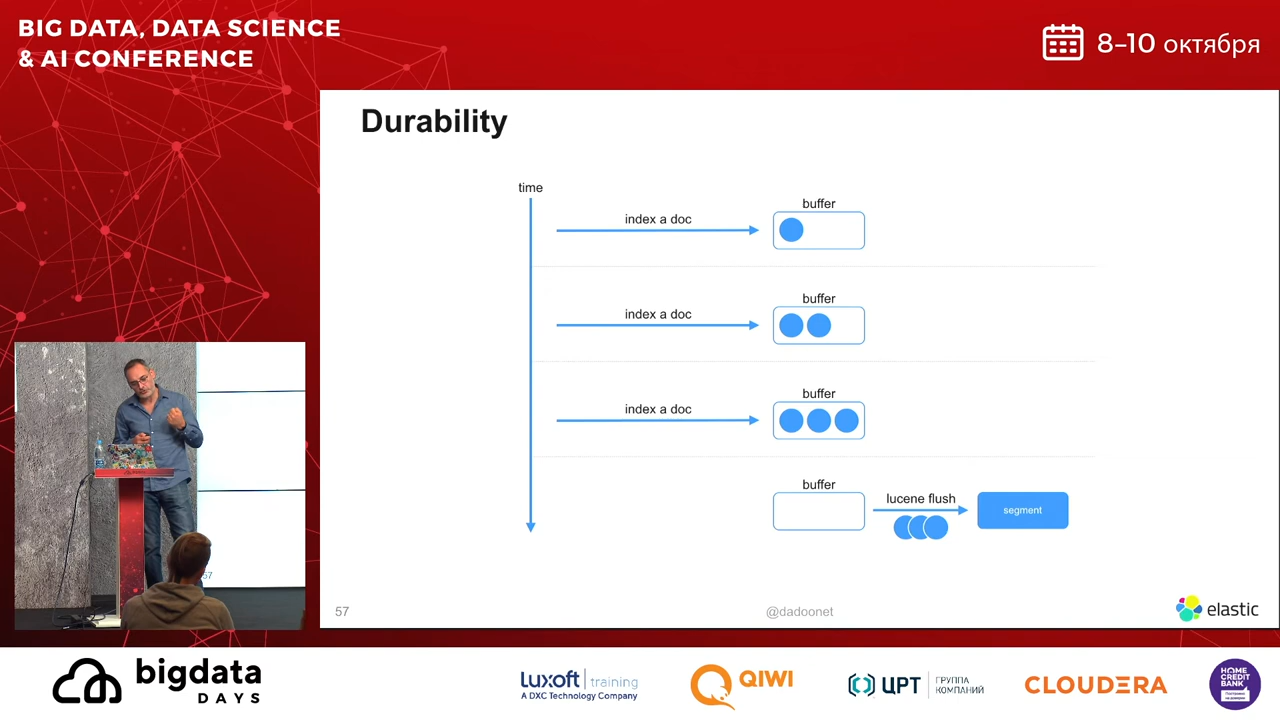 BIG DATA, DATA SCIENCE
& AI CONFERENCE
8–10 октября
Durability
time
index a doc
buffer
index a doc
buffer
index a doc
buffer
buffer
lucene flush
segment
57
@dadoonet
elastic
57
bigdata
DAYS
luxoft training
A DXC Technology Company
QIWI
ЦРТ
ГРУППА
КОМПАНИЙ
CLOUDERA
HOME
CREDIT
BANK